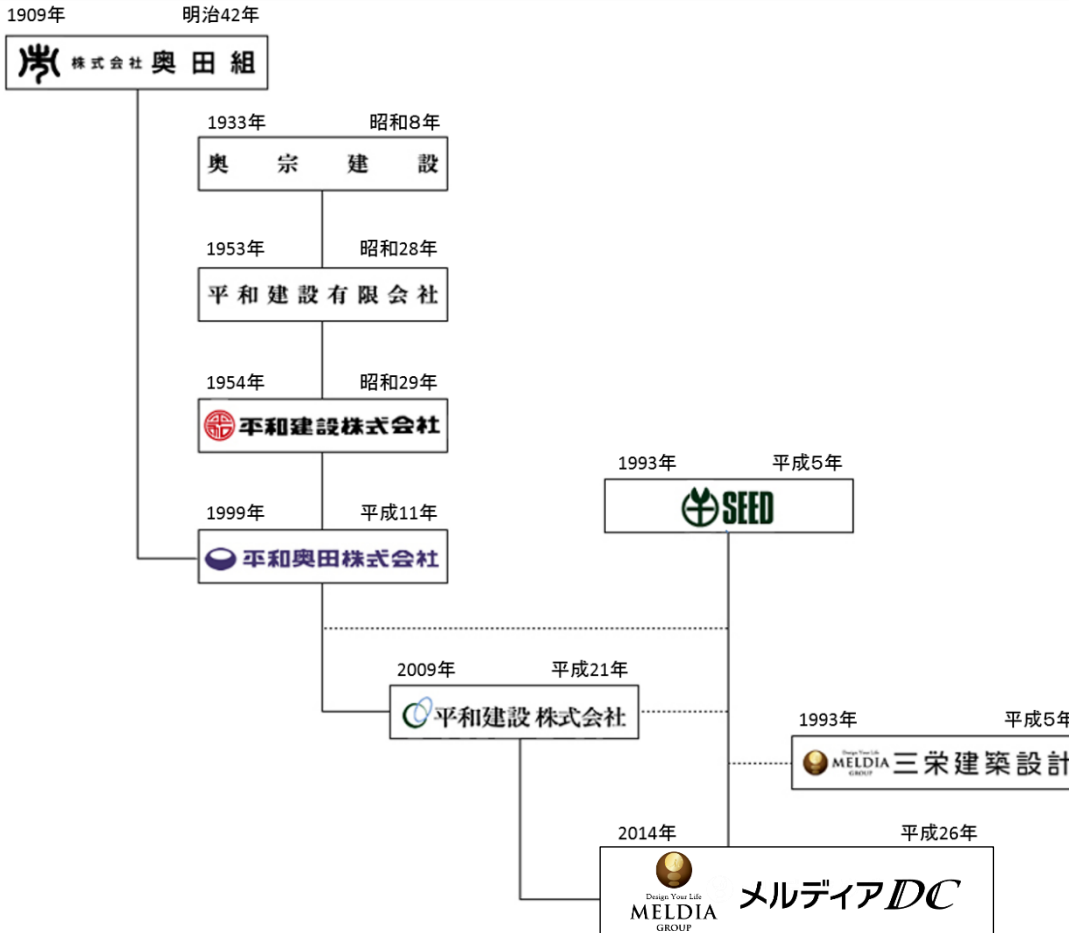 1909年 明治42年
株式会社 奥田組
1933年 昭和8年
奥宗建設
1953年 昭和28年
平和建設有限会社
1954年 昭和29年
平和建設株式会社
1993年 平成5年
SEED
1999年 平成11年
平和奥田株式会社
2009年 平成21年
平和建設 株式会社
1993年 平成5年
Design Your Life
MELDIA
GROUP
三栄建築設計
2014年 平成26年
Design Your Life
MELDIA
GROUP
メルディアDC